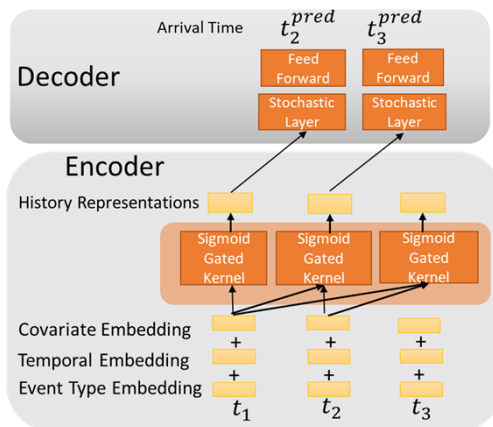 Arrival Time t_2^{pred} t_3^{pred}
Decoder
Feed Forward
Feed Forward
Stochastic Layer
Stochastic Layer
Encoder
History Representations
Sigmoid Gated Kernel
Sigmoid Gated Kernel
Sigmoid Gated Kernel
Covariate Embedding
+ + +
Temporal Embedding
+ + +
Event Type Embedding
t_1 t_2 t_3